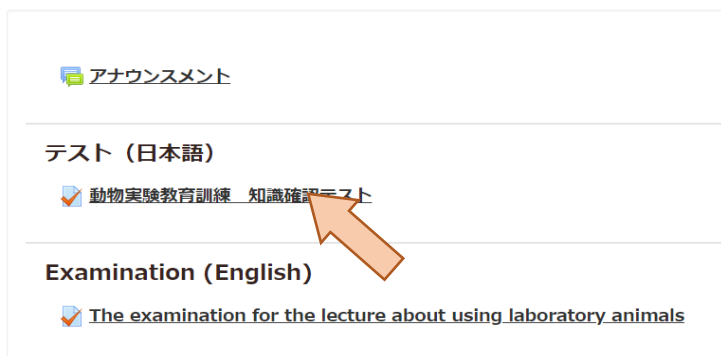 アナウンスメント
テスト（日本語）
動物実験教育訓練　知識確認テスト
Examination (English)
The examination for the lecture about using laboratory animals